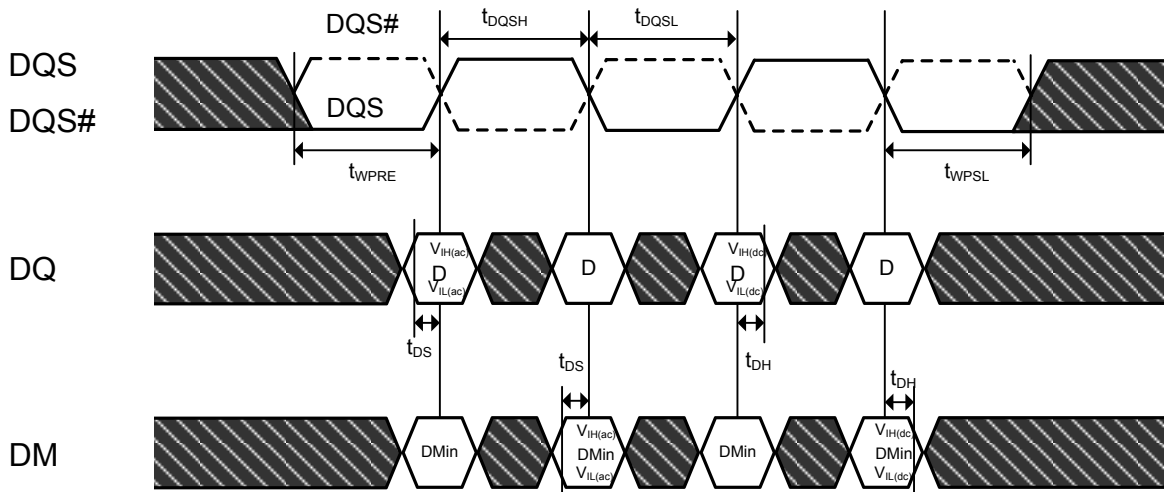 DQS# tDQSH tDQSL
DQS
DQS
DQS#
tWPRE tWPSL
DQ
VIH(ac) VIH(dc)
D D D D
VIL(ac) VIL(dc)
tDS tDS tDH tDH
DM
VIH(ac) VIH(dc)
DMin DMin DMin DMin
VIL(ac) VIL(dc)